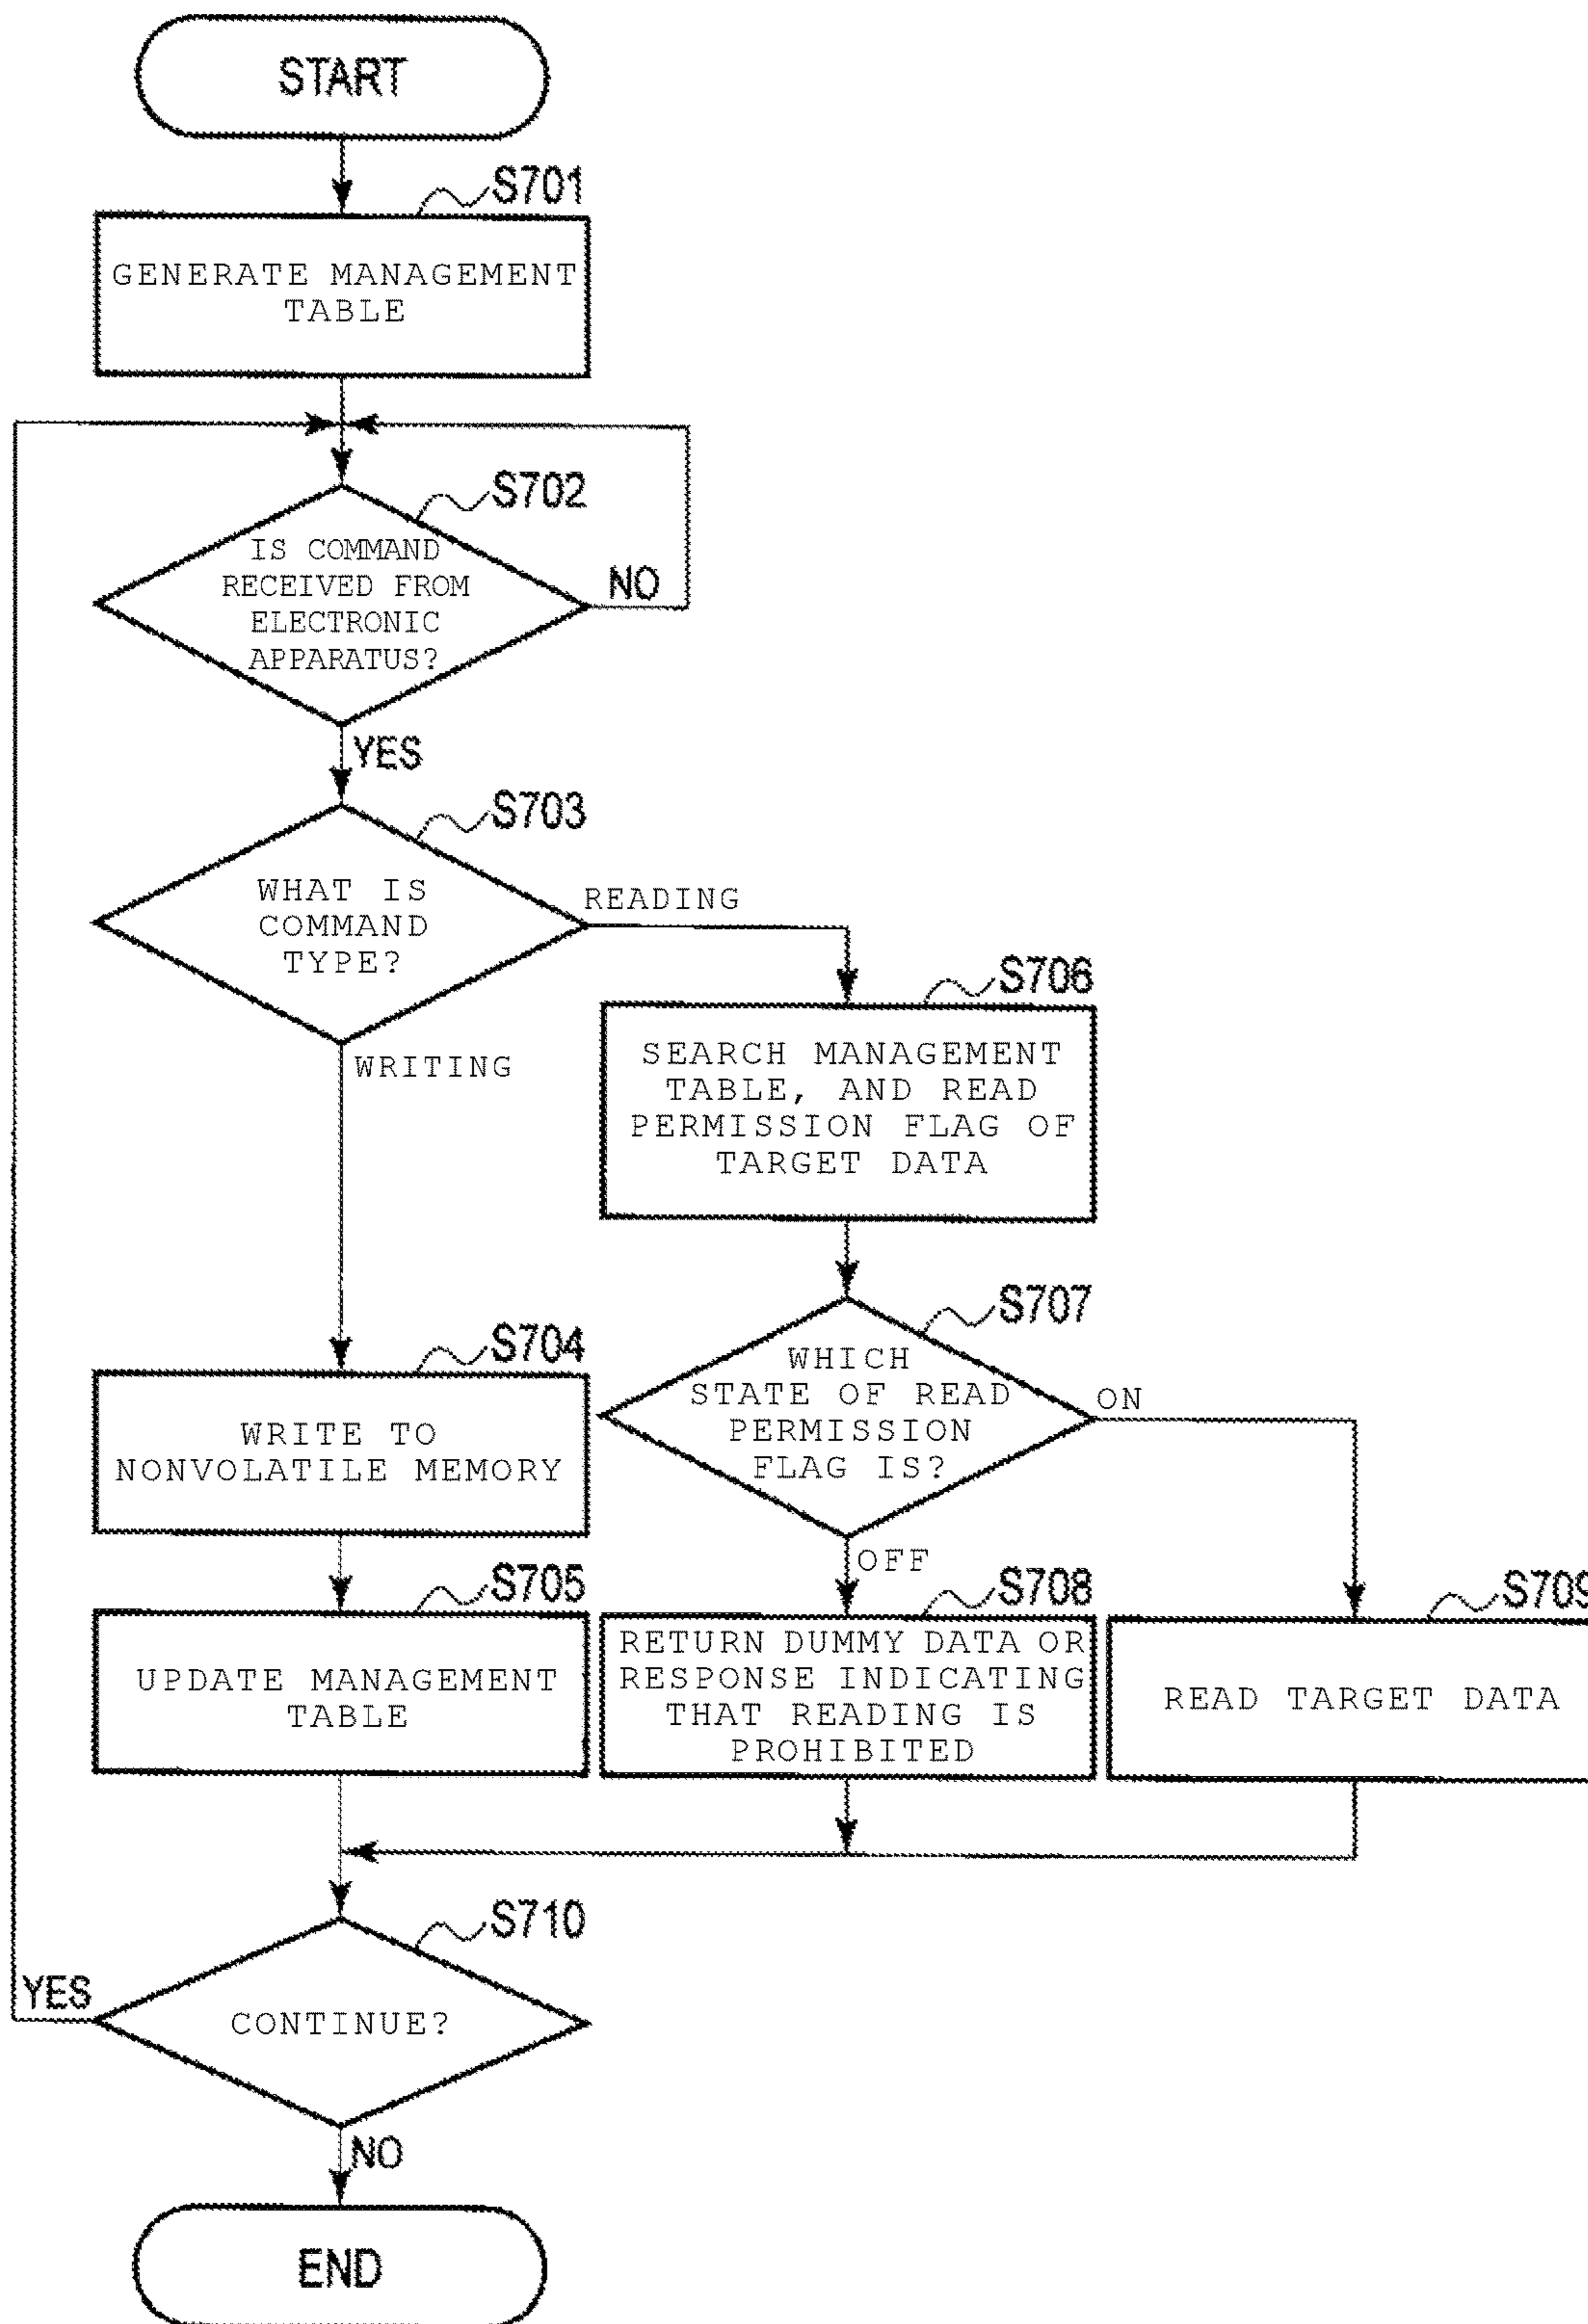 START
S701
GENERATE MANAGEMENT
TABLE
S702
IS COMMAND
RECEIVED FROM
ELECTRONIC
APPARATUS?
NO
YES
S703
WHAT IS
COMMAND
TYPE?
READING
WRITING
S706
SEARCH MANAGEMENT
TABLE, AND READ
PERMISSION FLAG OF
TARGET DATA
S707
WHICH
STATE OF READ
PERMISSION
FLAG IS?
ON
OFF
S704
WRITE TO
NONVOLATILE MEMORY
S705
UPDATE MANAGEMENT
TABLE
S708
RETURN DUMMY DATA OR
RESPONSE INDICATING
THAT READING IS
PROHIBITED
S709
READ TARGET DATA
S710
CONTINUE?
YES
NO
END